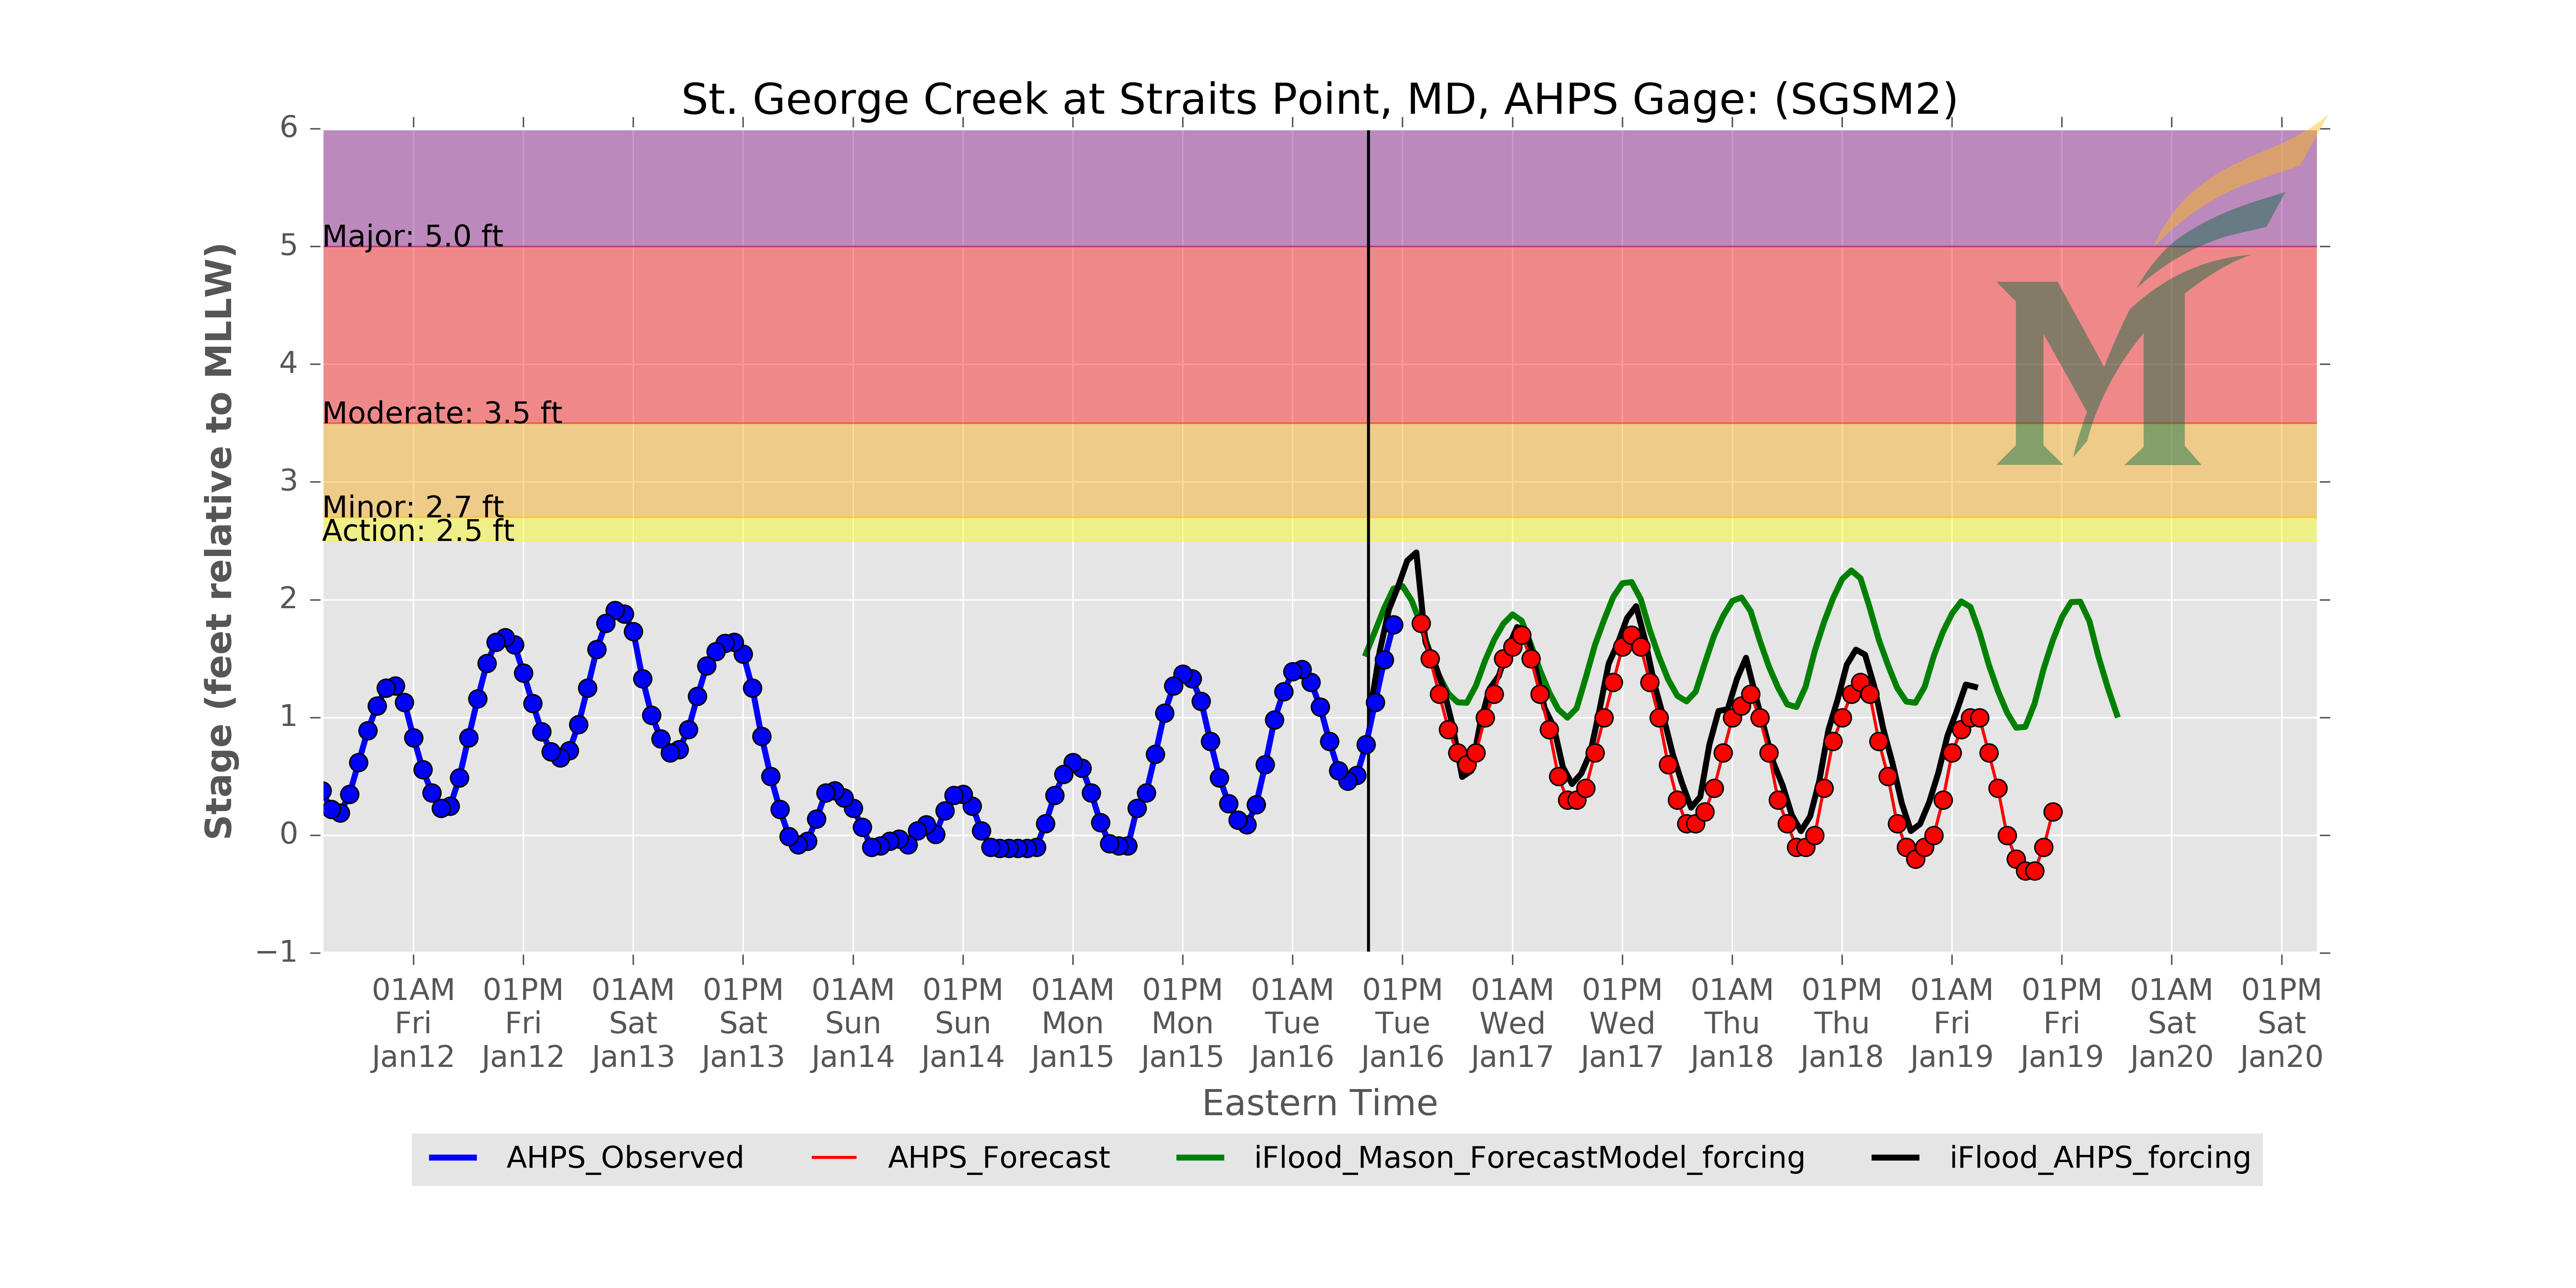 St. George Creek at Straits Point, MD, AHPS Gage: (SGSM2)
Stage (feet relative to MLLW)
6
5
4
3
2
1
0
−1
Major: 5.0 ft
Moderate: 3.5 ft
Minor: 2.7 ft
Action: 2.5 ft
M
01AM Fri Jan12
01PM Fri Jan12
01AM Sat Jan13
01PM Sat Jan13
01AM Sun Jan14
01PM Sun Jan14
01AM Mon Jan15
01PM Mon Jan15
01AM Tue Jan16
01PM Tue Jan16
01AM Wed Jan17
01PM Wed Jan17
01AM Thu Jan18
01PM Thu Jan18
01AM Fri Jan19
01PM Fri Jan19
01AM Sat Jan20
01PM Sat Jan20
Eastern Time
AHPS_Observed
AHPS_Forecast
iFlood_Mason_ForecastModel_forcing
iFlood_AHPS_forcing